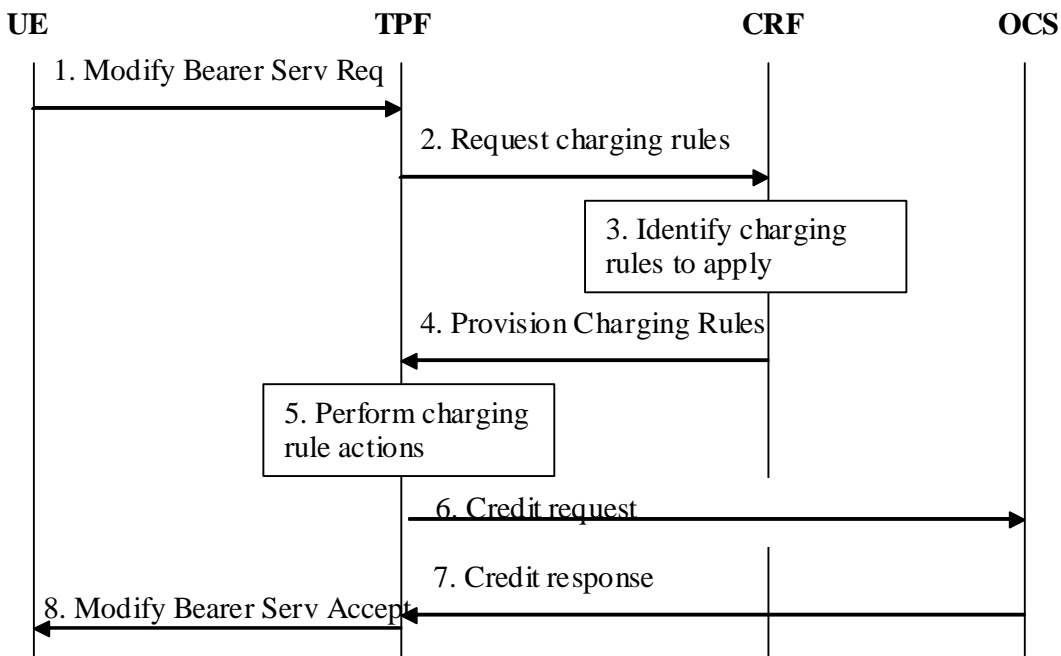 UE TPF CRF OCS
1. Modify Bearer Serv Req
2. Request charging rules
3. Identify charging
rules to apply
4. Provision Charging Rules
5. Perform charging
rule actions
6. Credit request
7. Credit response
8. Modify Bearer Serv Accept